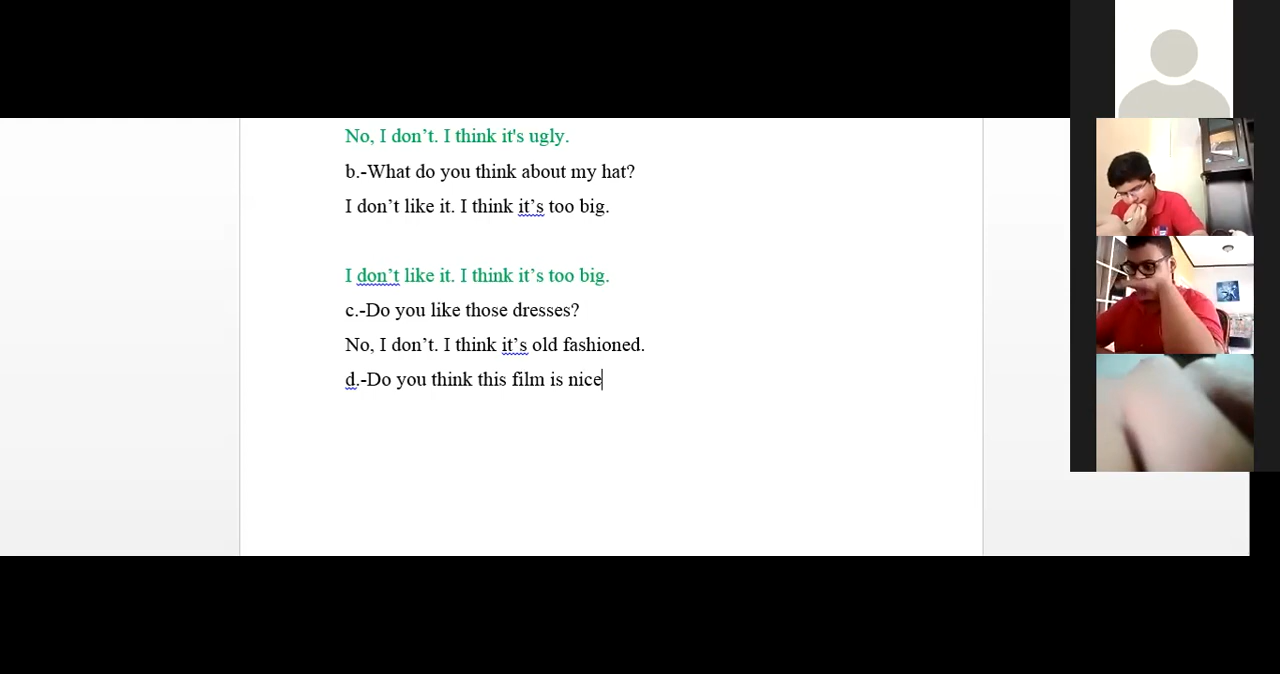 No, I don’t. I think it's ugly.
b.-What do you think about my hat?
I don’t like it. I think it’s too big.
I don’t like it. I think it’s too big.
c.-Do you like those dresses?
No, I don’t. I think it’s old fashioned.
d.-Do you think this film is nice